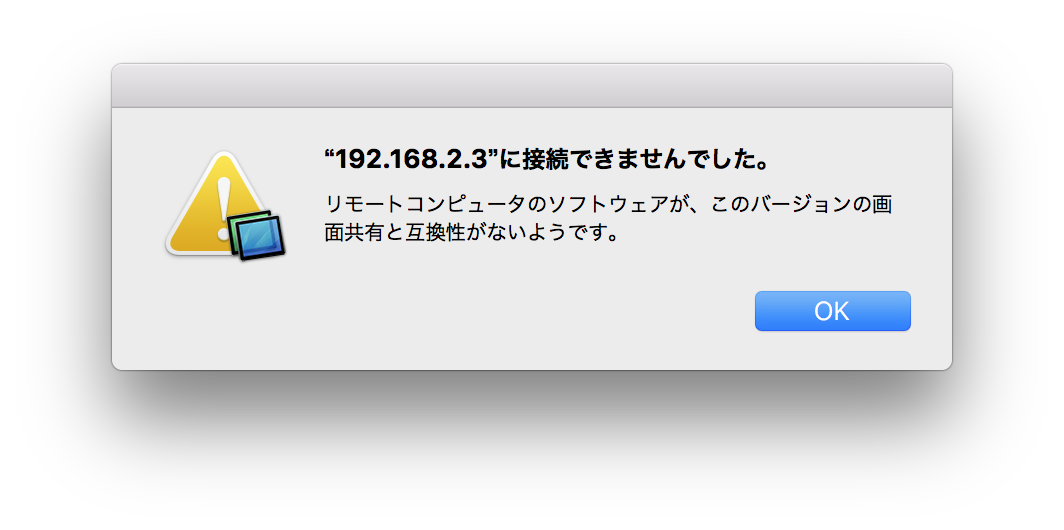 “192.168.2.3”に接続できませんでした。
リモートコンピュータのソフトウェアが、このバージョンの画
面共有と互換性がないようです。
OK